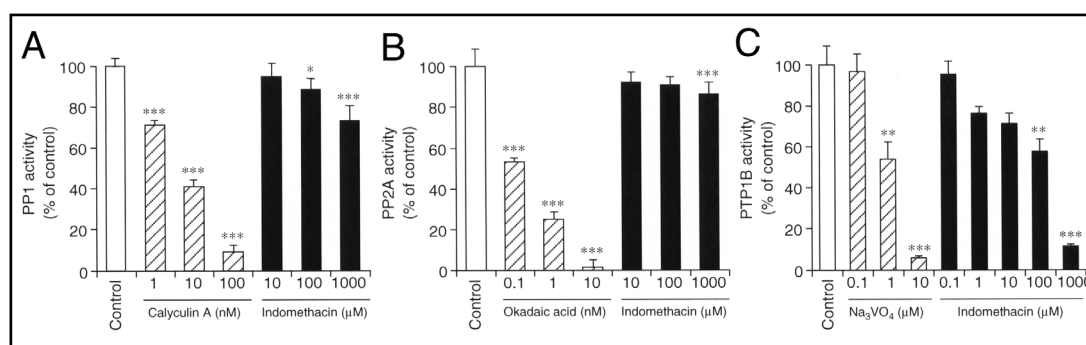 A
PP1 activity
(% of control)
100
80
60
40
20
0
***
***
***
*
***
Control
1
10
100
10
100
1000
Calyculin A (nM)
Indomethacin (μM)
B
PP2A activity
(% of control)
100
80
60
40
20
0
***
***
***
***
Control
0.1
1
10
10
100
1000
Okadaic acid (nM)
Indomethacin (μM)
C
PTP1B activity
(% of control)
100
80
60
40
20
0
**
***
**
***
Control
0.1
1
10
0.1
1
10
100
1000
Na₃VO₄ (μM)
Indomethacin (μM)